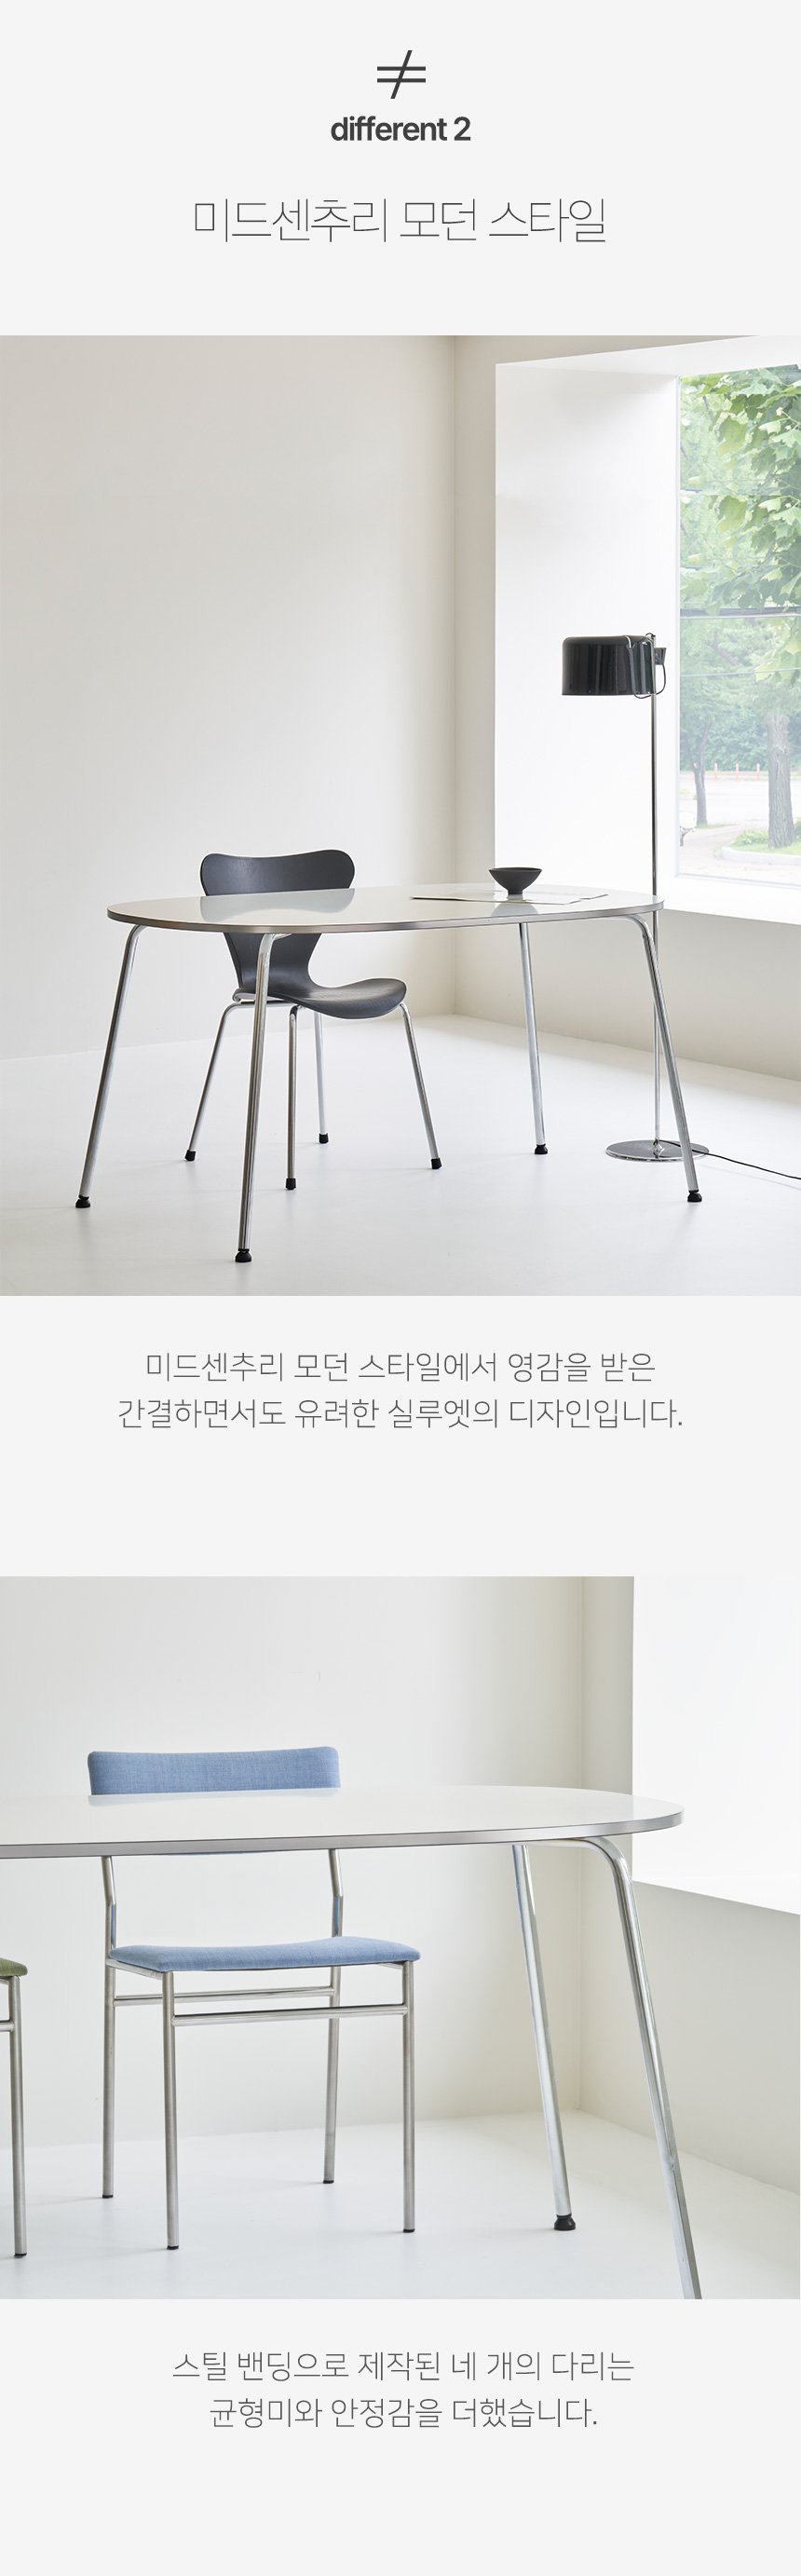 ≠
different 2
미드센추리 모던 스타일
미드센추리 모던 스타일에서 영감을 받은
간결하면서도 유려한 실루엣의 디자인입니다.
스틸 밴딩으로 제작된 네 개의 다리는
균형미와 안정감을 더했습니다.